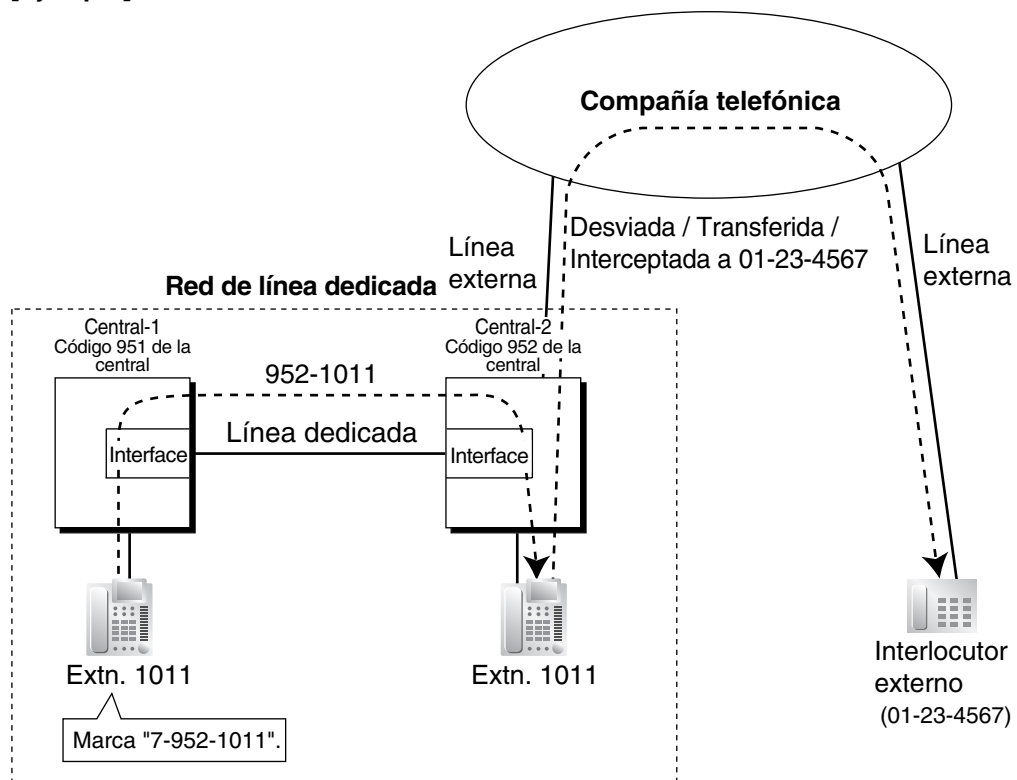 Compañía telefónica
Desviada / Transferida /
Interceptada a 01-23-4567
Línea
externa
Línea
externa
Red de línea dedicada
Central-1
Código 951 de la
central
Central-2
Código 952 de la
central
952-1011
Línea dedicada
Interface
Interface
Extn. 1011
Extn. 1011
Marca "7-952-1011".
Interlocutor
externo
(01-23-4567)